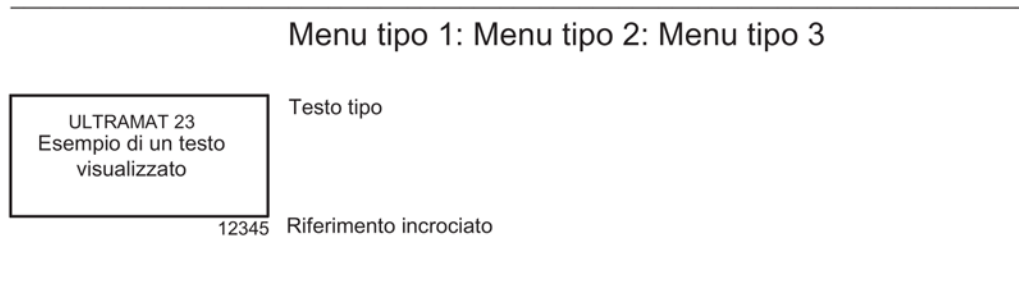 Menu tipo 1: Menu tipo 2: Menu tipo 3
ULTRAMAT 23
Esempio di un testo
visualizzato
Testo tipo
12345 Riferimento incrociato